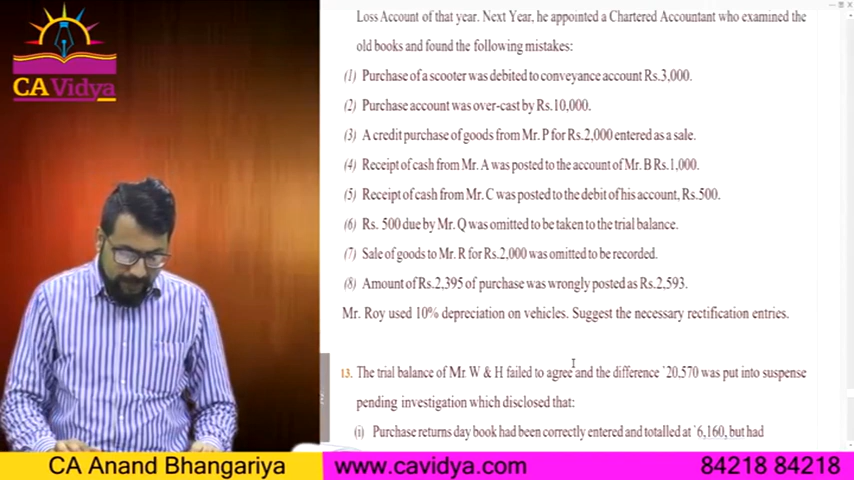 CA Vidya
Loss Account of that year. Next Year, he appointed a Chartered Accountant who examined the
old books and found the following mistakes:
(1) Purchase of a scooter was debited to conveyance account Rs.3,000.
(2) Purchase account was over-cast by Rs.10,000.
(3) A credit purchase of goods from Mr. P for Rs.2,000 entered as a sale.
(4) Receipt of cash from Mr. A was posted to the account of Mr. B Rs.1,000.
(5) Receipt of cash from Mr. C was posted to the debit of his account, Rs.500.
(6) Rs. 500 due by Mr. Q was omitted to be taken to the trial balance.
(7) Sale of goods to Mr. R for Rs.2,000 was omitted to be recorded.
(8) Amount of Rs.2,395 of purchase was wrongly posted as Rs.2,593.
Mr. Roy used 10% depreciation on vehicles. Suggest the necessary rectification entries.
13. The trial balance of Mr. W & H failed to agree and the difference `20,570 was put into suspense
pending investigation which disclosed that:
(i) Purchase returns day book had been correctly entered and totalled at `6,160, but had
CA Anand Bhangariya
www.cavidya.com
84218 84218